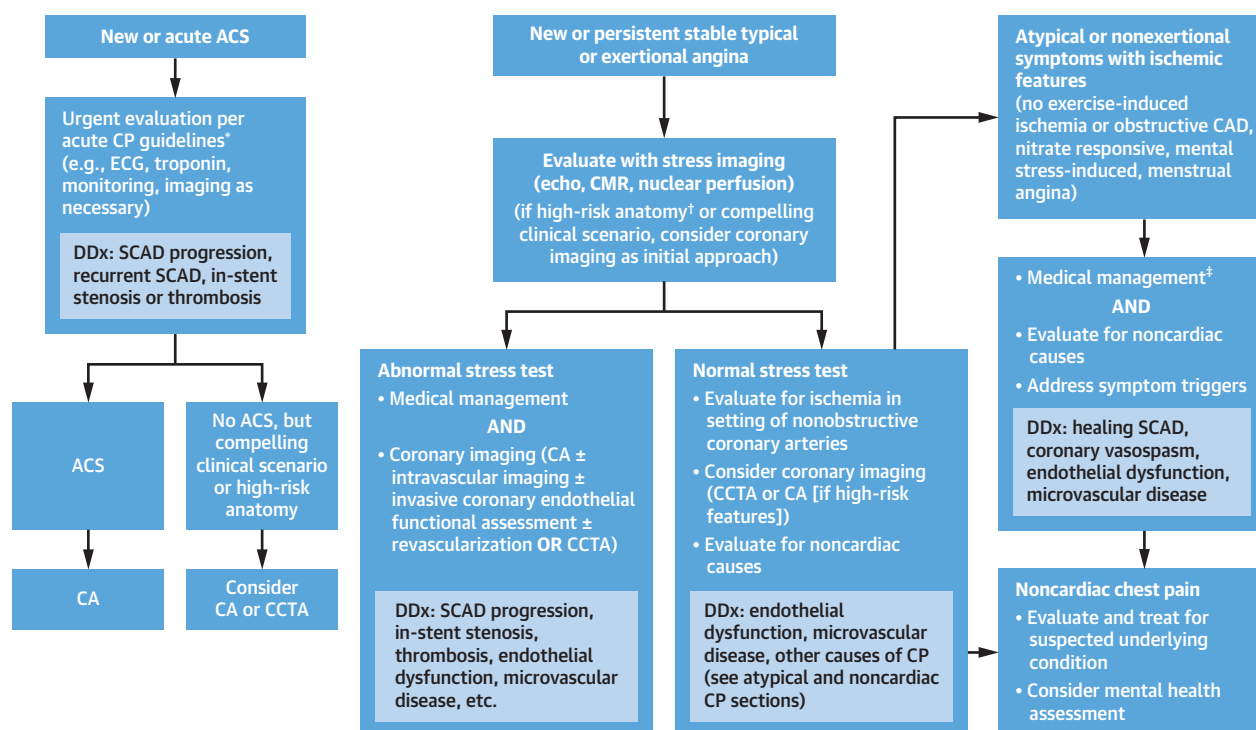 New or acute ACS
Urgent evaluation per
acute CP guidelines*
(e.g., ECG, troponin,
monitoring, imaging as
necessary)
DDx: SCAD progression,
recurrent SCAD, in-stent
stenosis or thrombosis
ACS
No ACS, but
compelling
clinical scenario
or high-risk
anatomy
CA
Consider
CA or CCTA
New or persistent stable typical
or exertional angina
Evaluate with stress imaging
(echo, CMR, nuclear perfusion)
(if high-risk anatomy† or compelling
clinical scenario, consider coronary
imaging as initial approach)
Abnormal stress test
• Medical management
AND
• Coronary imaging (CA ±
intravascular imaging ±
invasive coronary endothelial
functional assessment ±
revascularization OR CCTA)
DDx: SCAD progression,
in-stent stenosis,
thrombosis, endothelial
dysfunction, microvascular
disease, etc.
Normal stress test
• Evaluate for ischemia in
setting of nonobstructive
coronary arteries
• Consider coronary imaging
(CCTA or CA [if high-risk
features])
• Evaluate for noncardiac
causes
DDx: endothelial
dysfunction, microvascular
disease, other causes of CP
(see atypical and noncardiac
CP sections)
Atypical or nonexertional
symptoms with ischemic
features
(no exercise-induced
ischemia or obstructive CAD,
nitrate responsive, mental
stress-induced, menstrual
angina)
• Medical management‡
AND
• Evaluate for noncardiac
causes
• Address symptom triggers
DDx: healing SCAD,
coronary vasospasm,
endothelial dysfunction,
microvascular disease
Noncardiac chest pain
• Evaluate and treat for
suspected underlying
condition
• Consider mental health
assessment